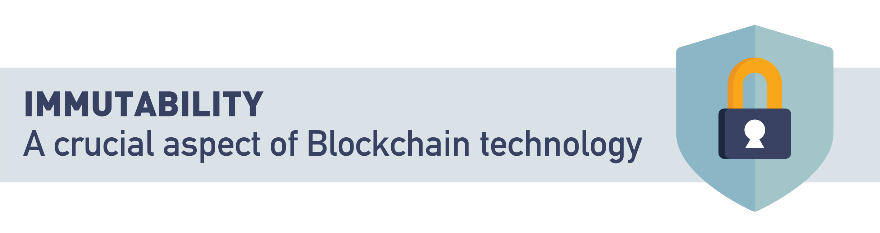 IMMUTABILITY
A crucial aspect of Blockchain technology